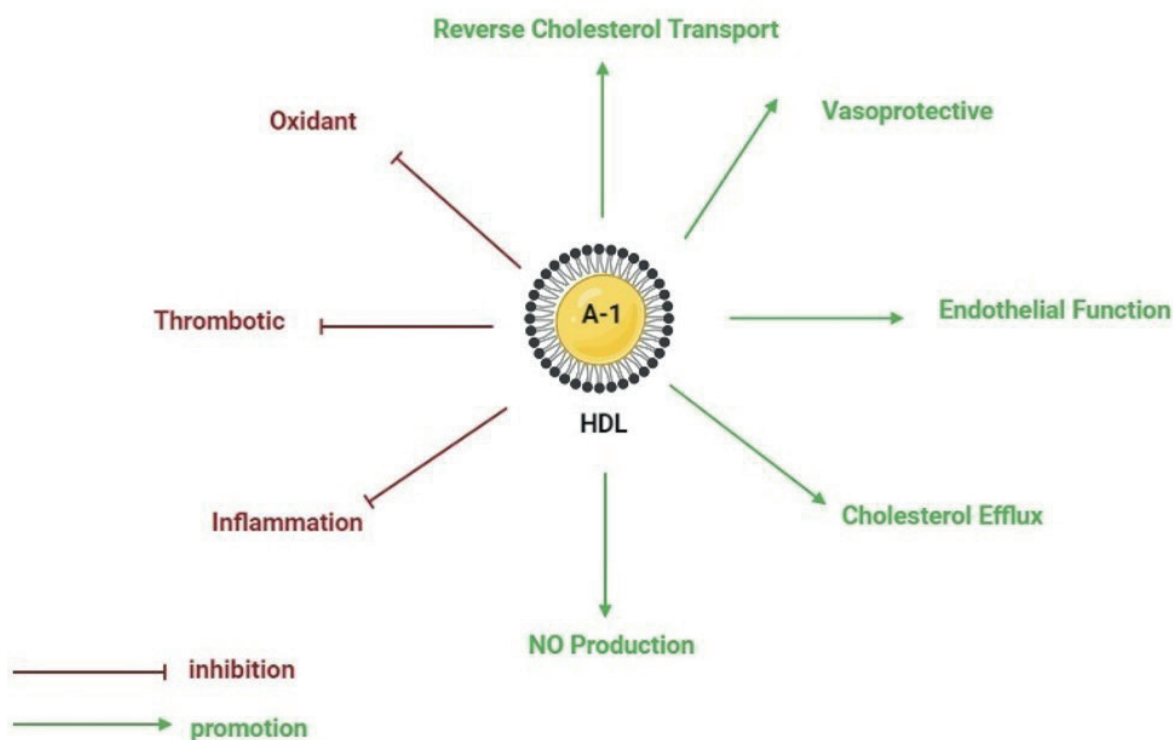 Reverse Cholesterol Transport
Oxidant
Vasoprotective
Thrombotic
A-1
Endothelial Function
HDL
Inflammation
Cholesterol Efflux
NO Production
inhibition
promotion